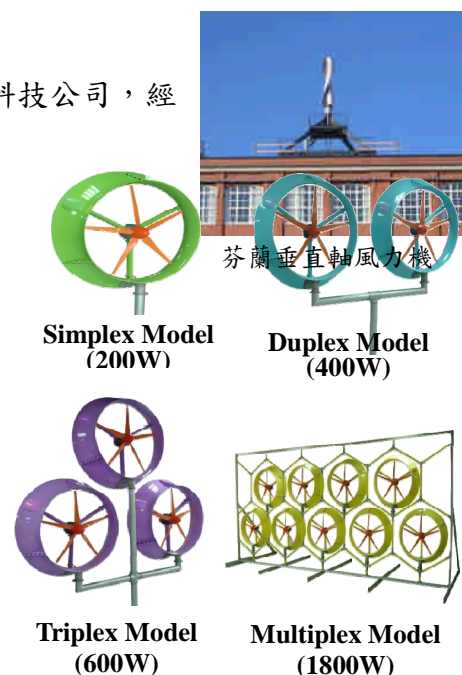 科技公司，經
芬蘭垂直軸風力機
Simplex Model
(200W)
Duplex Model
(400W)
Triplex Model
(600W)
Multiplex Model
(1800W)